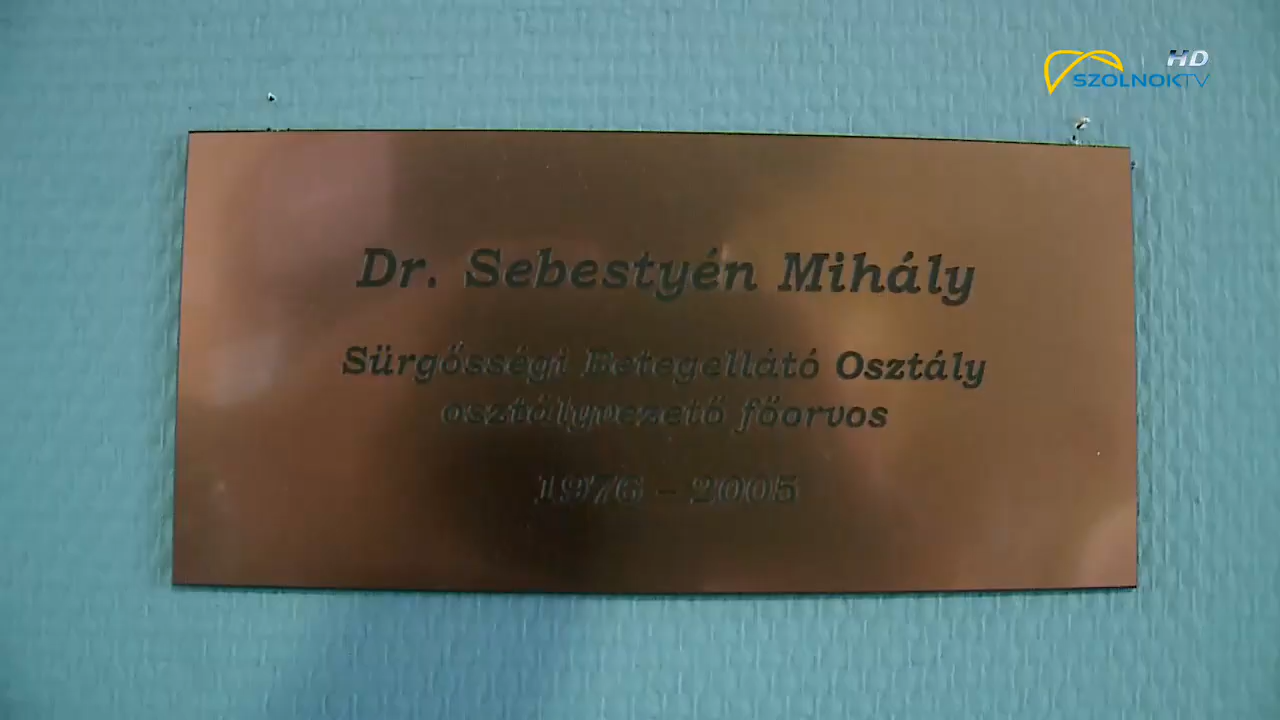 HD
SZOLNOKTV
Dr. Sebestyén Mihály
Sürgősségi Betegellátó Osztály
osztályvezető főorvos
1976 – 2005